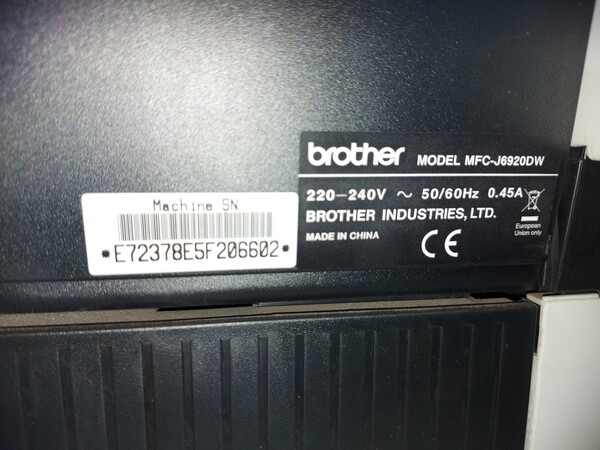 brother MODEL MFC-J6920DW
220-240V ~ 50/60Hz 0.45A
BROTHER INDUSTRIES, LTD.
MADE IN CHINA
CE
European
Union only
Machine SN
*E72378E5F206602*